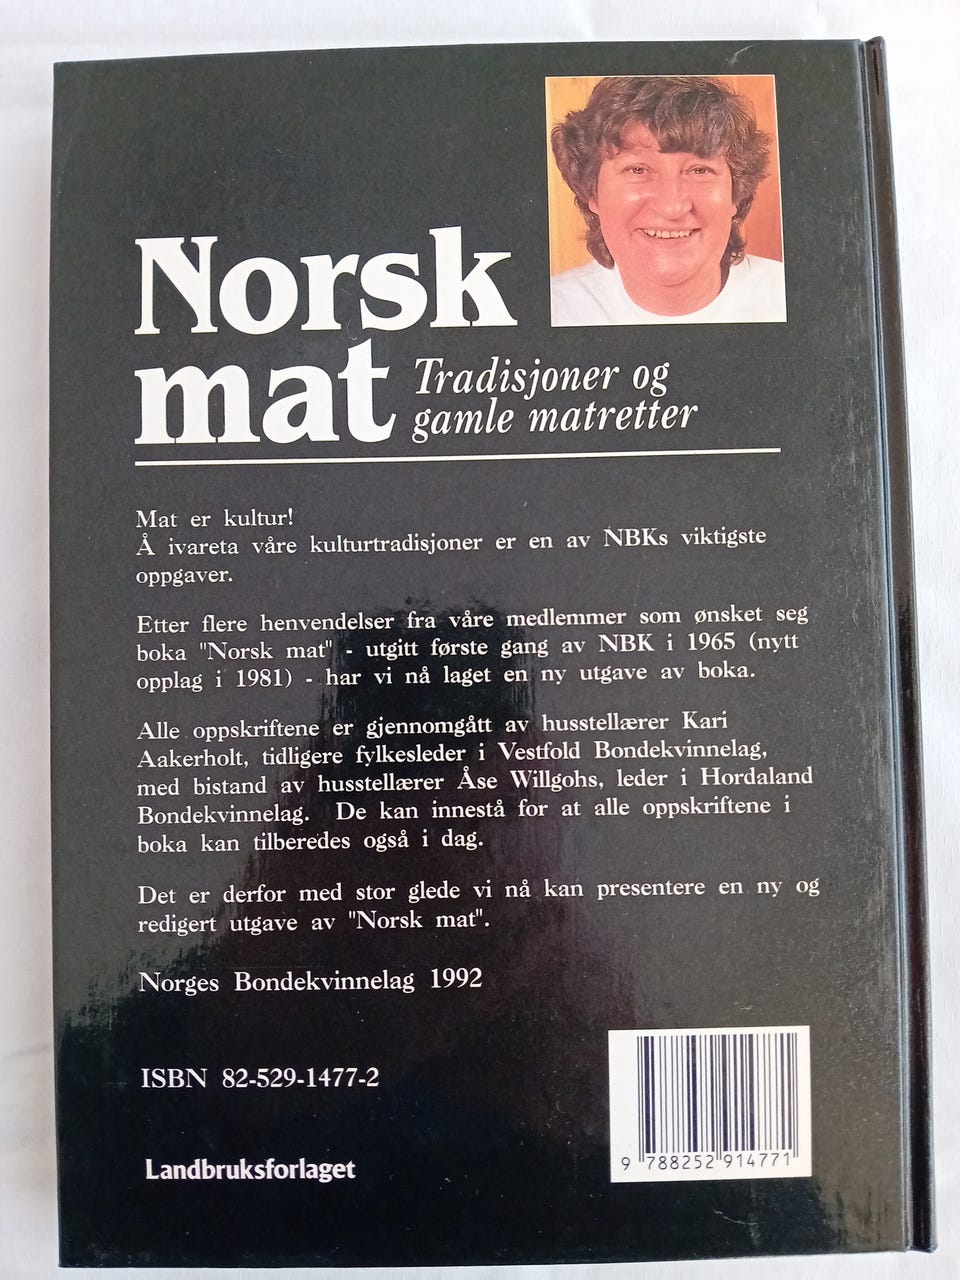 Norsk
mat
Tradisjoner og
gamle matretter
Mat er kultur!
Å ivareta våre kulturtradisjoner er en av NBKs viktigste
oppgaver.
Etter flere henvendelser fra våre medlemmer som ønsket seg
boka "Norsk mat" - utgitt første gang av NBK i 1965 (nytt
opplag i 1981) - har vi nå laget en ny utgave av boka.
Alle oppskriftene er gjennomgått av husstellærer Kari
Aakerholt, tidligere fylkesleder i Vestfold Bondekvinnelag,
med bistand av husstellærer Åse Willgohs, leder i Hordaland
Bondekvinnelag. De kan innestå for at alle oppskriftene i
boka kan tilberedes også i dag.
Det er derfor med stor glede vi nå kan presentere en ny og
redigert utgave av "Norsk mat".
Norges Bondekvinnelag 1992
ISBN 82-529-1477-2
9 788252 914771
Landbruksforlaget